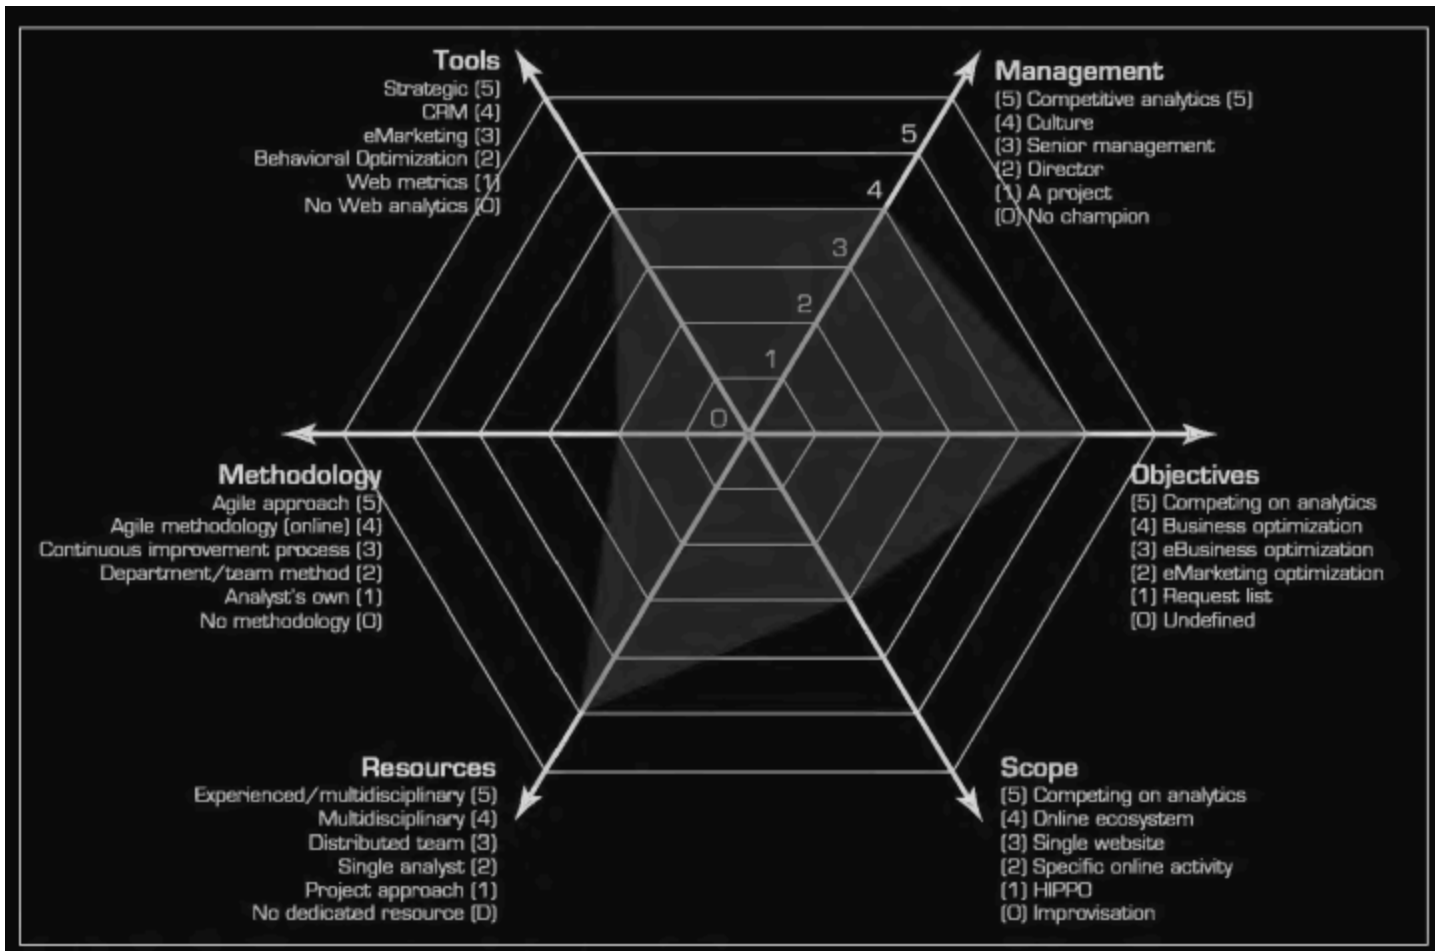 Tools
Strategic (5)
CRM (4)
eMarketing (3)
Behavioral Optimization (2)
Web metrics (1)
No Web analytics (0)
Management
(5) Competitive analytics (5)
(4) Culture
(3) Senior management
(2) Director
(1) A project
(0) No champion
5
4
3
2
1
0
Methodology
Agile approach (5)
Agile methodology (online) (4)
Continuous improvement process (3)
Department/team method (2)
Analyst's own (1)
No methodology (0)
Objectives
(5) Competing on analytics
(4) Business optimization
(3) eBusiness optimization
(2) eMarketing optimization
(1) Request list
(0) Undefined
Resources
Experienced/multidisciplinary (5)
Multidisciplinary (4)
Distributed team (3)
Single analyst (2)
Project approach (1)
No dedicated resource (D)
Scope
(5) Competing on analytics
(4) Online ecosystem
(3) Single website
(2) Specific online activity
(1) HIPPO
(0) Improvisation